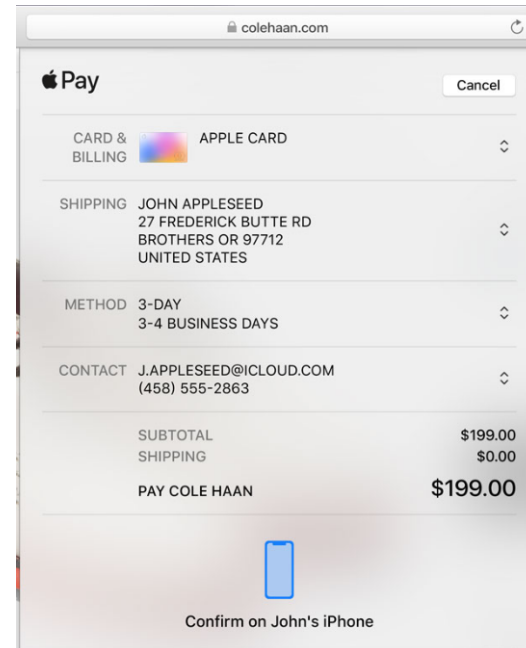 colehaan.com
Pay
Cancel
CARD & BILLING
APPLE CARD
SHIPPING
JOHN APPLESEED
27 FREDERICK BUTTE RD
BROTHERS OR 97712
UNITED STATES
METHOD
3-DAY
3-4 BUSINESS DAYS
CONTACT
J.APPLESEED@ICLOUD.COM
(458) 555-2863
SUBTOTAL $199.00
SHIPPING $0.00
PAY COLE HAAN $199.00
Confirm on John's iPhone